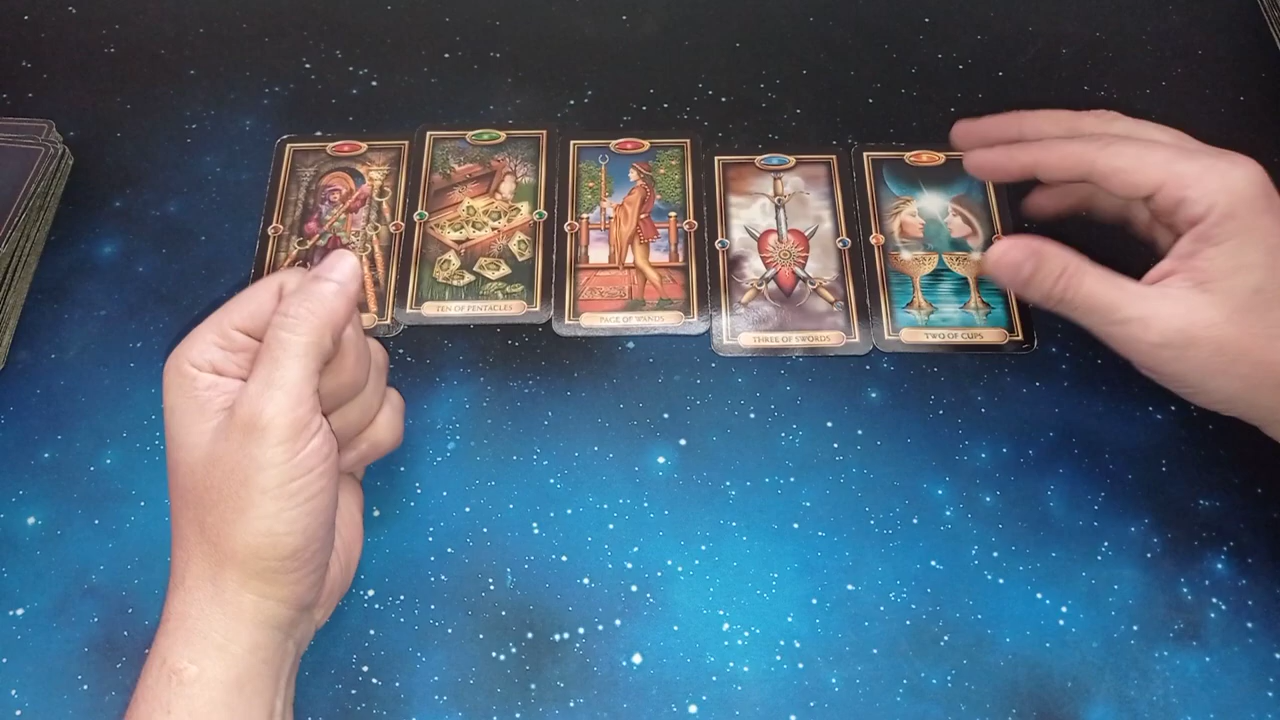 TEN OF PENTACLES
PAGE OF WANDS
THREE OF SWORDS
TWO OF CUPS